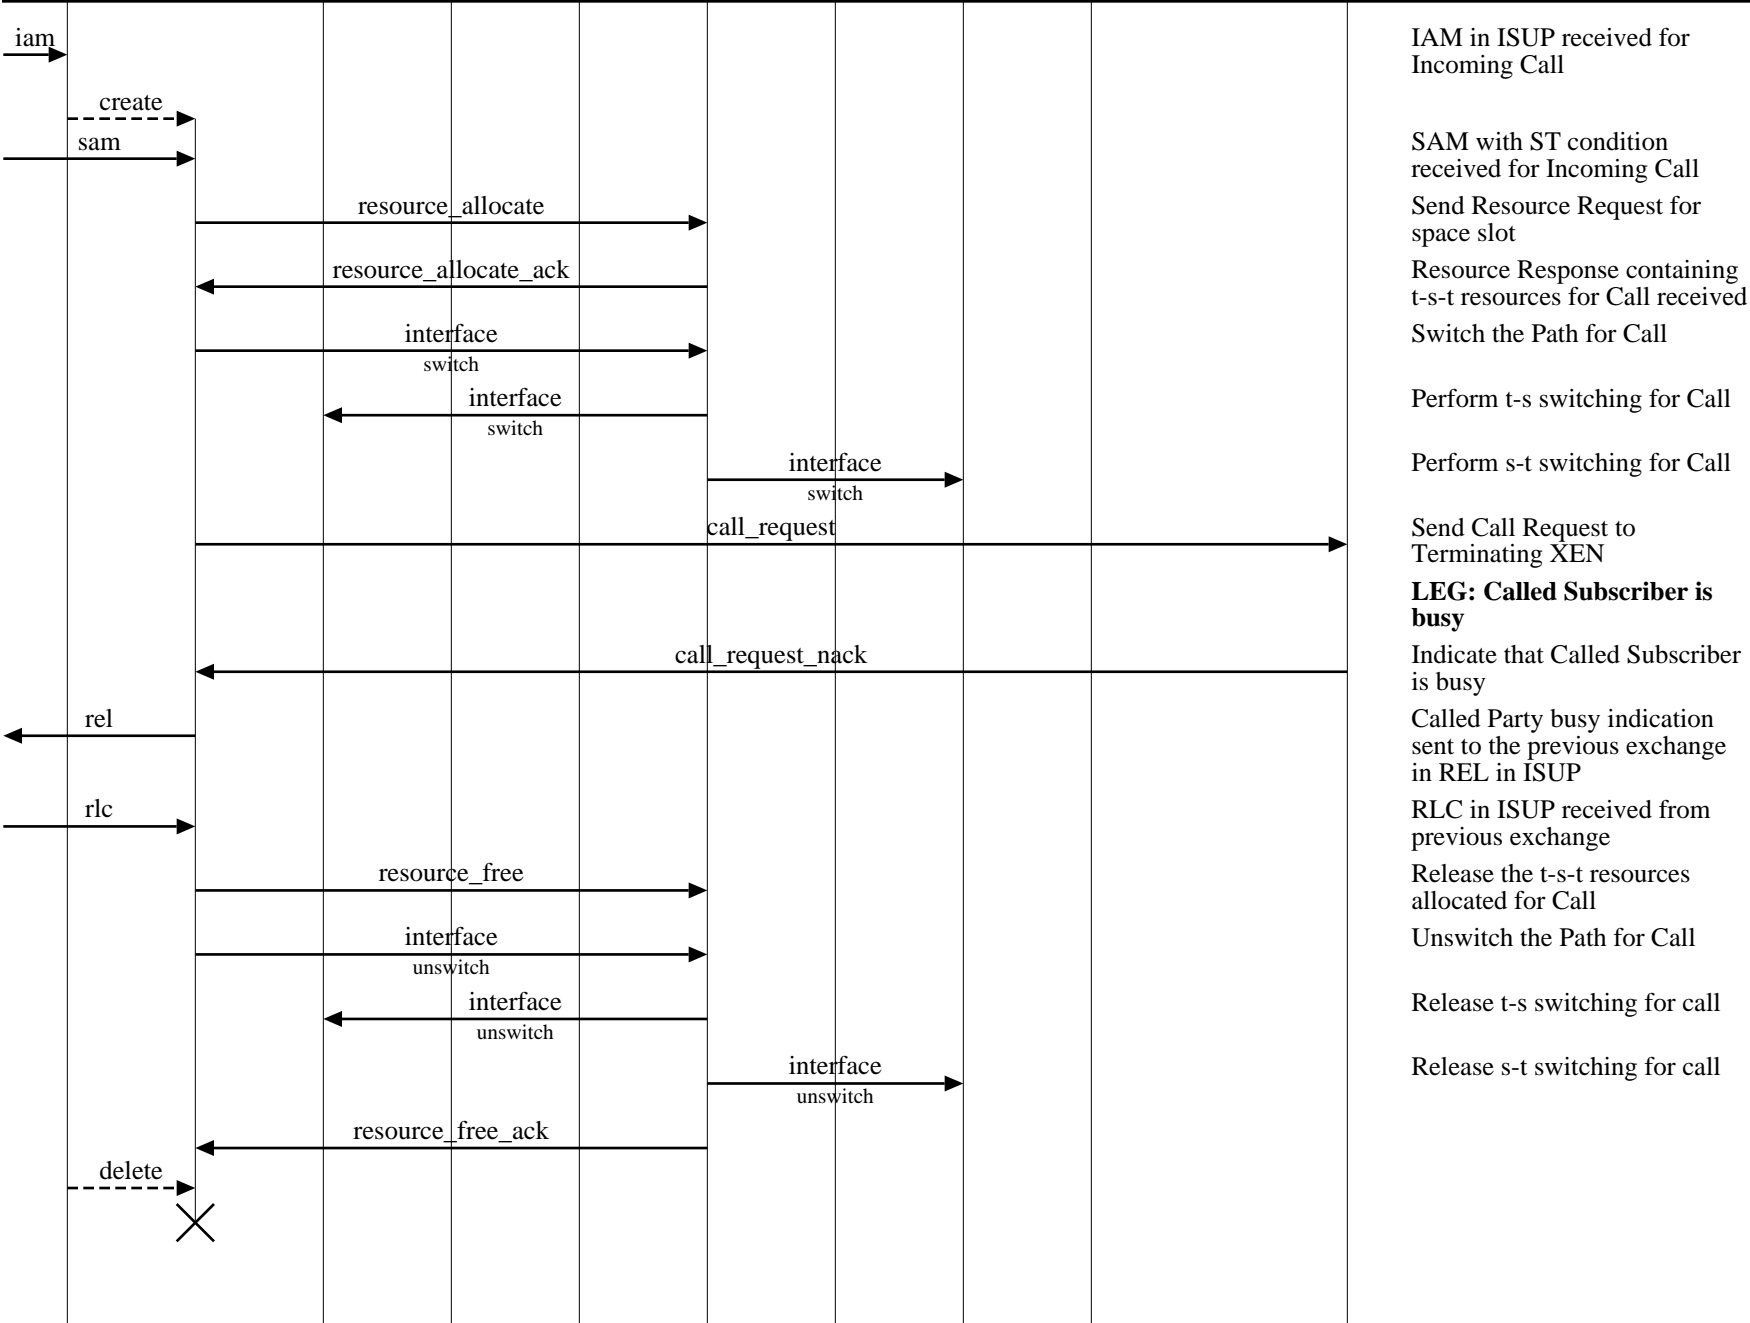 iam
IAM in ISUP received for
Incoming Call
create
sam
SAM with ST condition
received for Incoming Call
resource_allocate
Send Resource Request for
space slot
resource_allocate_ack
Resource Response containing
t-s-t resources for Call received
interface
switch
Switch the Path for Call
interface
switch
Perform t-s switching for Call
interface
switch
Perform s-t switching for Call
call_request
Send Call Request to
Terminating XEN
LEG: Called Subscriber is
busy
call_request_nack
Indicate that Called Subscriber
is busy
rel
Called Party busy indication
sent to the previous exchange
in REL in ISUP
rlc
RLC in ISUP received from
previous exchange
resource_free
Release the t-s-t resources
allocated for Call
interface
unswitch
Unswitch the Path for Call
interface
unswitch
Release t-s switching for call
interface
unswitch
Release s-t switching for call
resource_free_ack
delete